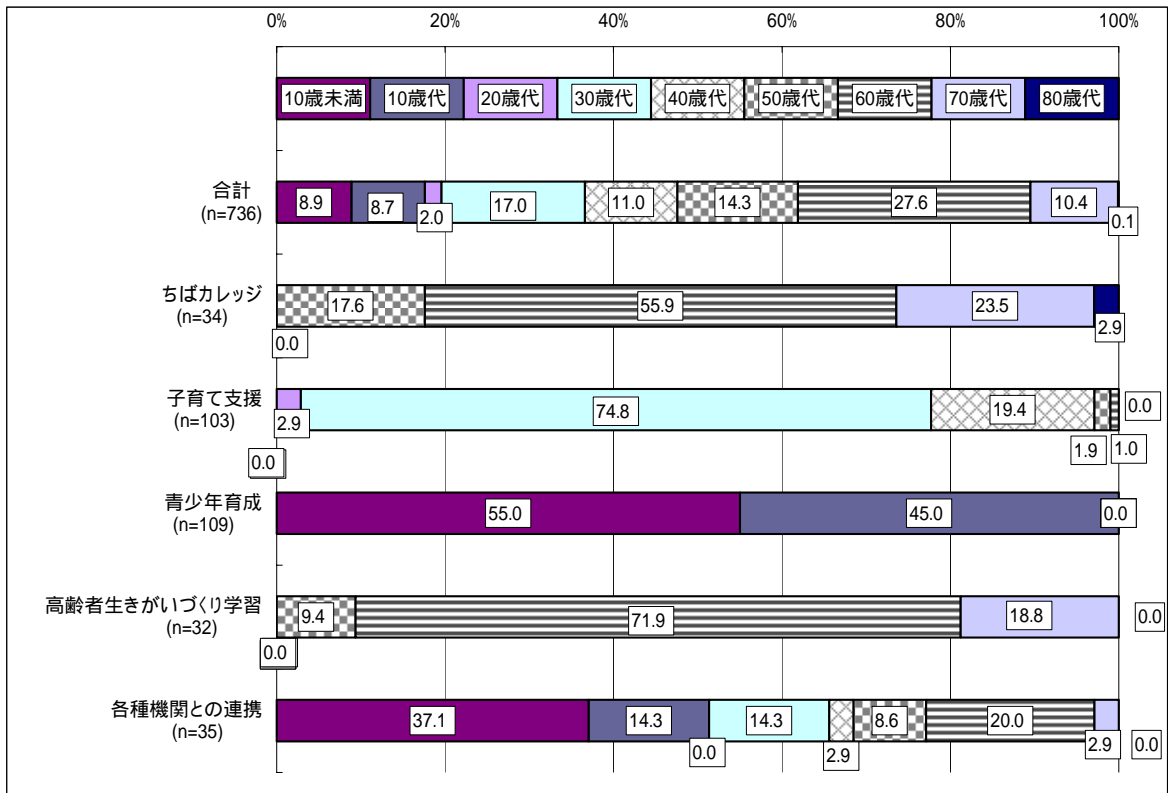 0% 20% 40% 60% 80% 100%
10歳未満 10歳代 20歳代 30歳代 40歳代 50歳代 60歳代 70歳代 80歳代
合計
(n=736)
8.9 8.7 2.0 17.0 11.0 14.3 27.6 10.4 0.1
ちばカレッジ
(n=34)
17.6 55.9 23.5 2.9
0.0
子育て支援
(n=103)
2.9 74.8 19.4 0.0
0.0 1.9 1.0
青少年育成
(n=109)
55.0 45.0 0.0
高齢者生きがいづくり学習
(n=32)
9.4 71.9 18.8 0.0
0.0
各種機関との連携
(n=35)
37.1 14.3 14.3 8.6 20.0
0.0 2.9 2.9 0.0